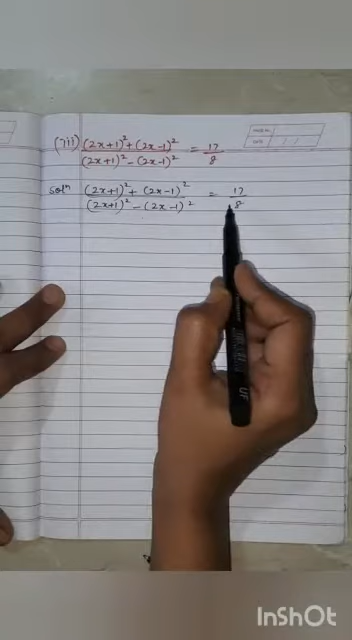 (iii) (2x+1)² + (2x-1)² = 17
(2x+1)² - (2x-1)² 8
Soln (2x+1)² + (2x-1)² = 17
(2x+1)² - (2x-1)² 8
UF
InShOt